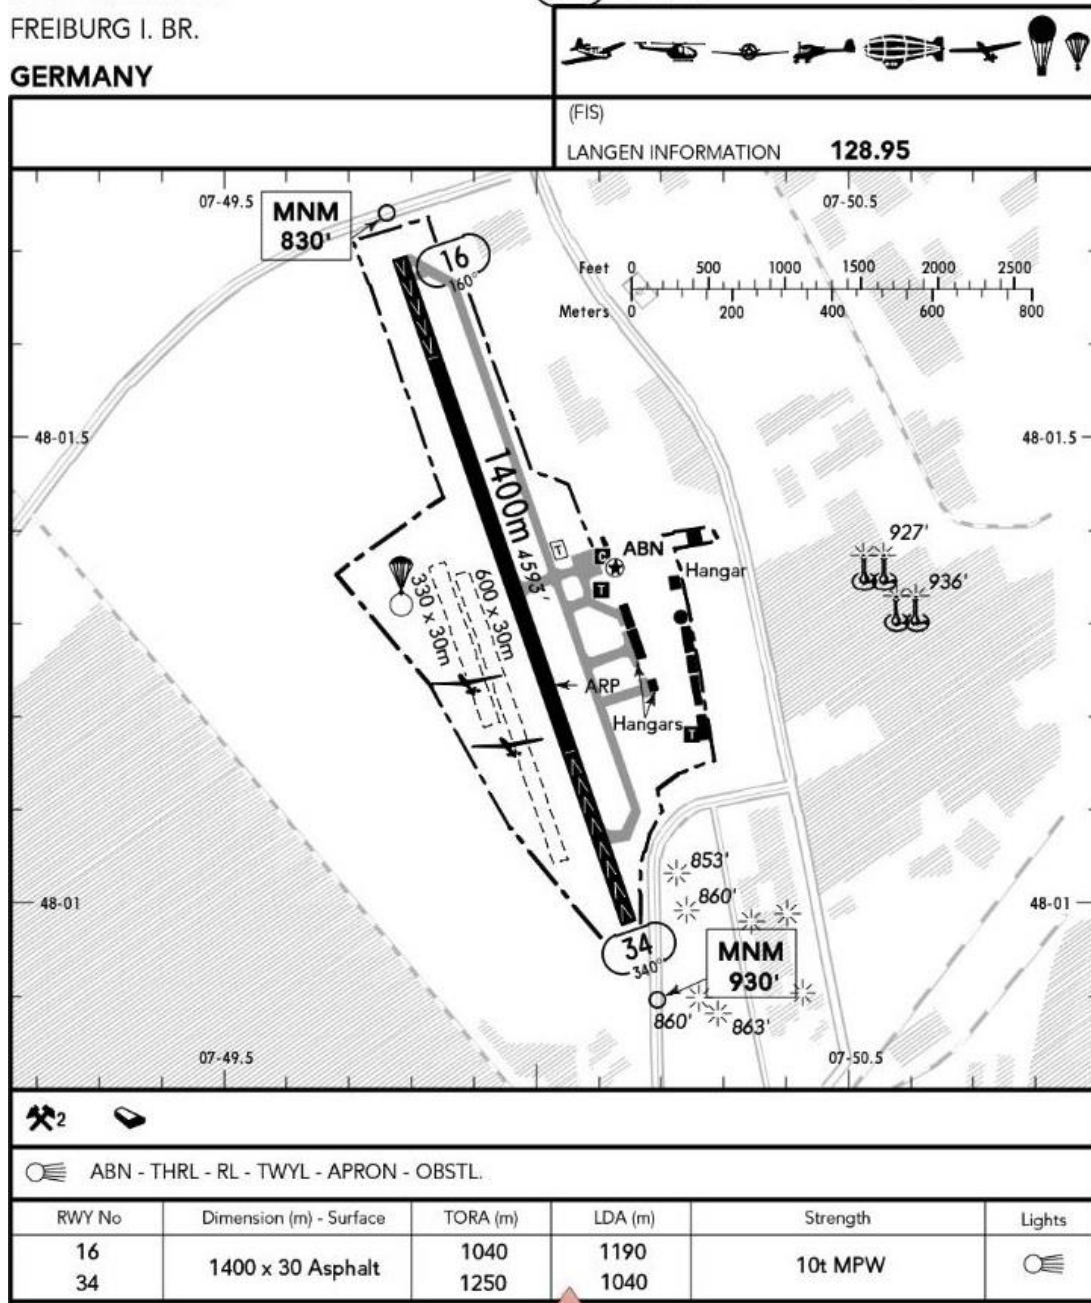 FREIBURG I. BR.
GERMANY
(FIS)
LANGEN INFORMATION 128.95
07-49.5
07-50.5
MNM
830'
16
160°
Feet 0 500 1000 1500 2000 2500
Meters 0 200 400 600 800
48-01.5
48-01.5
1400m 4593'
T
C
ABN
Hangar
927'
936'
T
330 x 30m
600 x 30m
ARP
Hangars
T
853'
860'
48-01
48-01
34
340°
MNM
930'
860'
863'
07-49.5
07-50.5
2
ABN - THRL - RL - TWYL - APRON - OBSTL.
RWY No Dimension (m) - Surface TORA (m) LDA (m) Strength Lights
16 1040 1190
1400 x 30 Asphalt 10t MPW
34 1250 1040